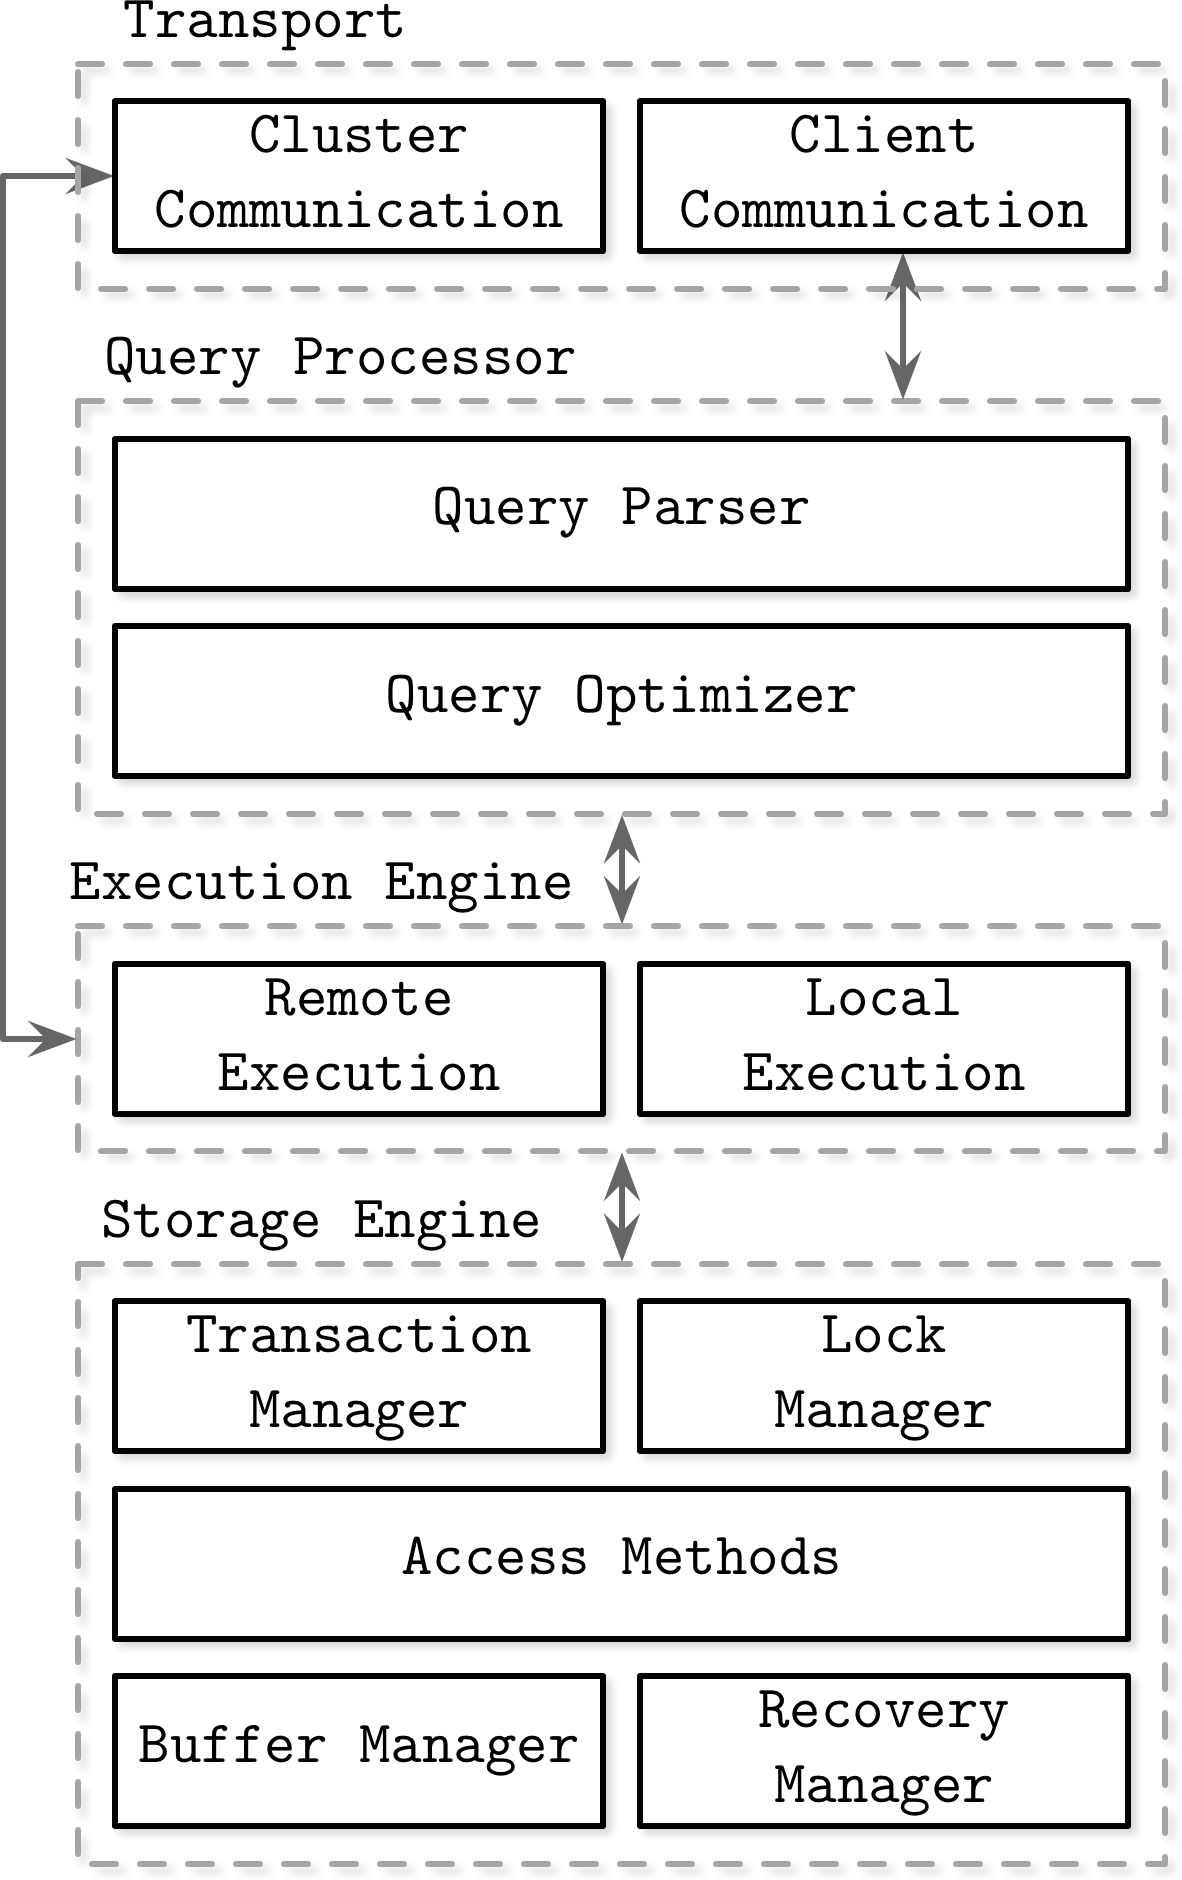 Transport
Cluster
Communication
Client
Communication
Query Processor
Query Parser
Query Optimizer
Execution Engine
Remote
Execution
Local
Execution
Storage Engine
Transaction
Manager
Lock
Manager
Access Methods
Buffer Manager
Recovery
Manager